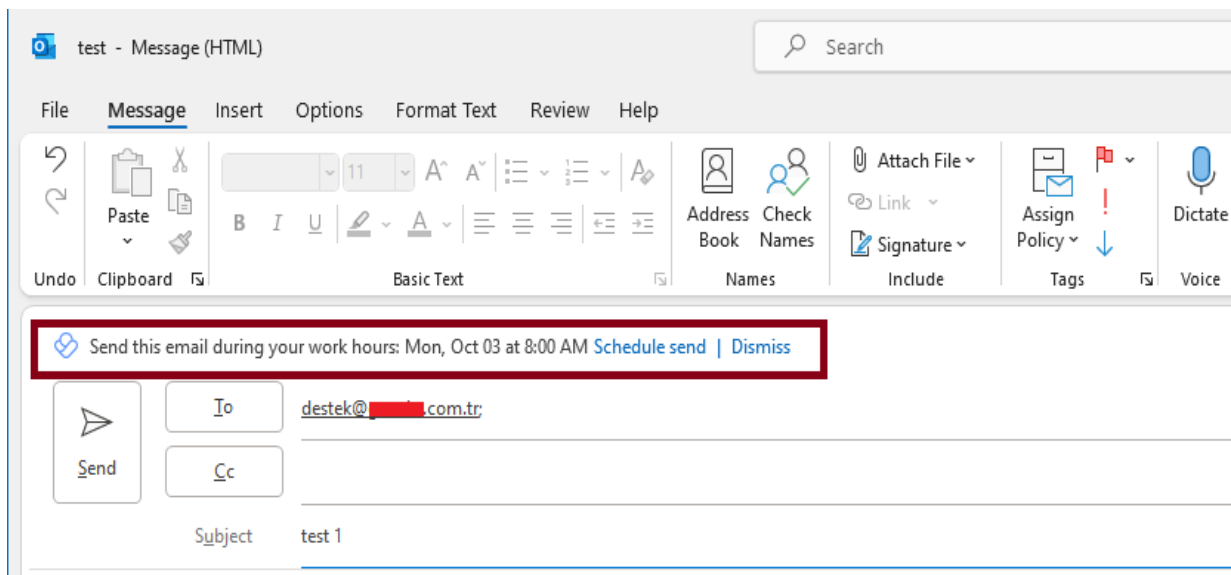 test - Message (HTML)
Search
File Message Insert Options Format Text Review Help
11
Paste
B I U
A
Address Book
Check Names
Attach File
Link
Signature
Assign Policy
Dictate
Undo Clipboard Basic Text Names Include Tags Voice
Send this email during your work hours: Mon, Oct 03 at 8:00 AM Schedule send | Dismiss
Send
To destek@ .com.tr;
Cc
Subject test 1